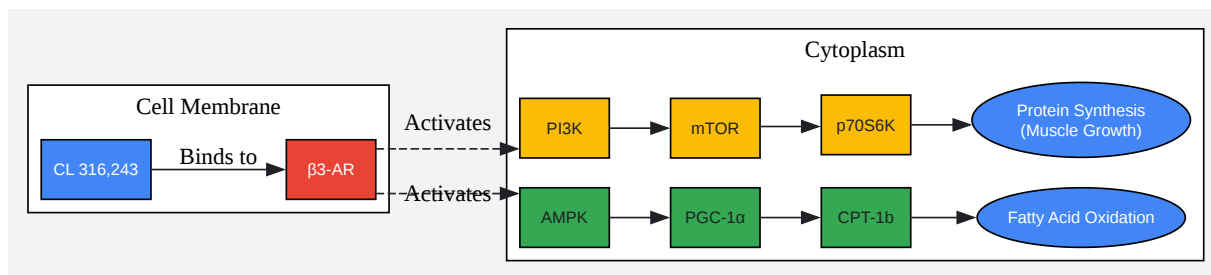 Cell Membrane
CL 316,243
Binds to
β3-AR
Activates
Activates
Cytoplasm
PI3K
mTOR
p70S6K
Protein Synthesis
(Muscle Growth)
AMPK
PGC-1α
CPT-1b
Fatty Acid Oxidation